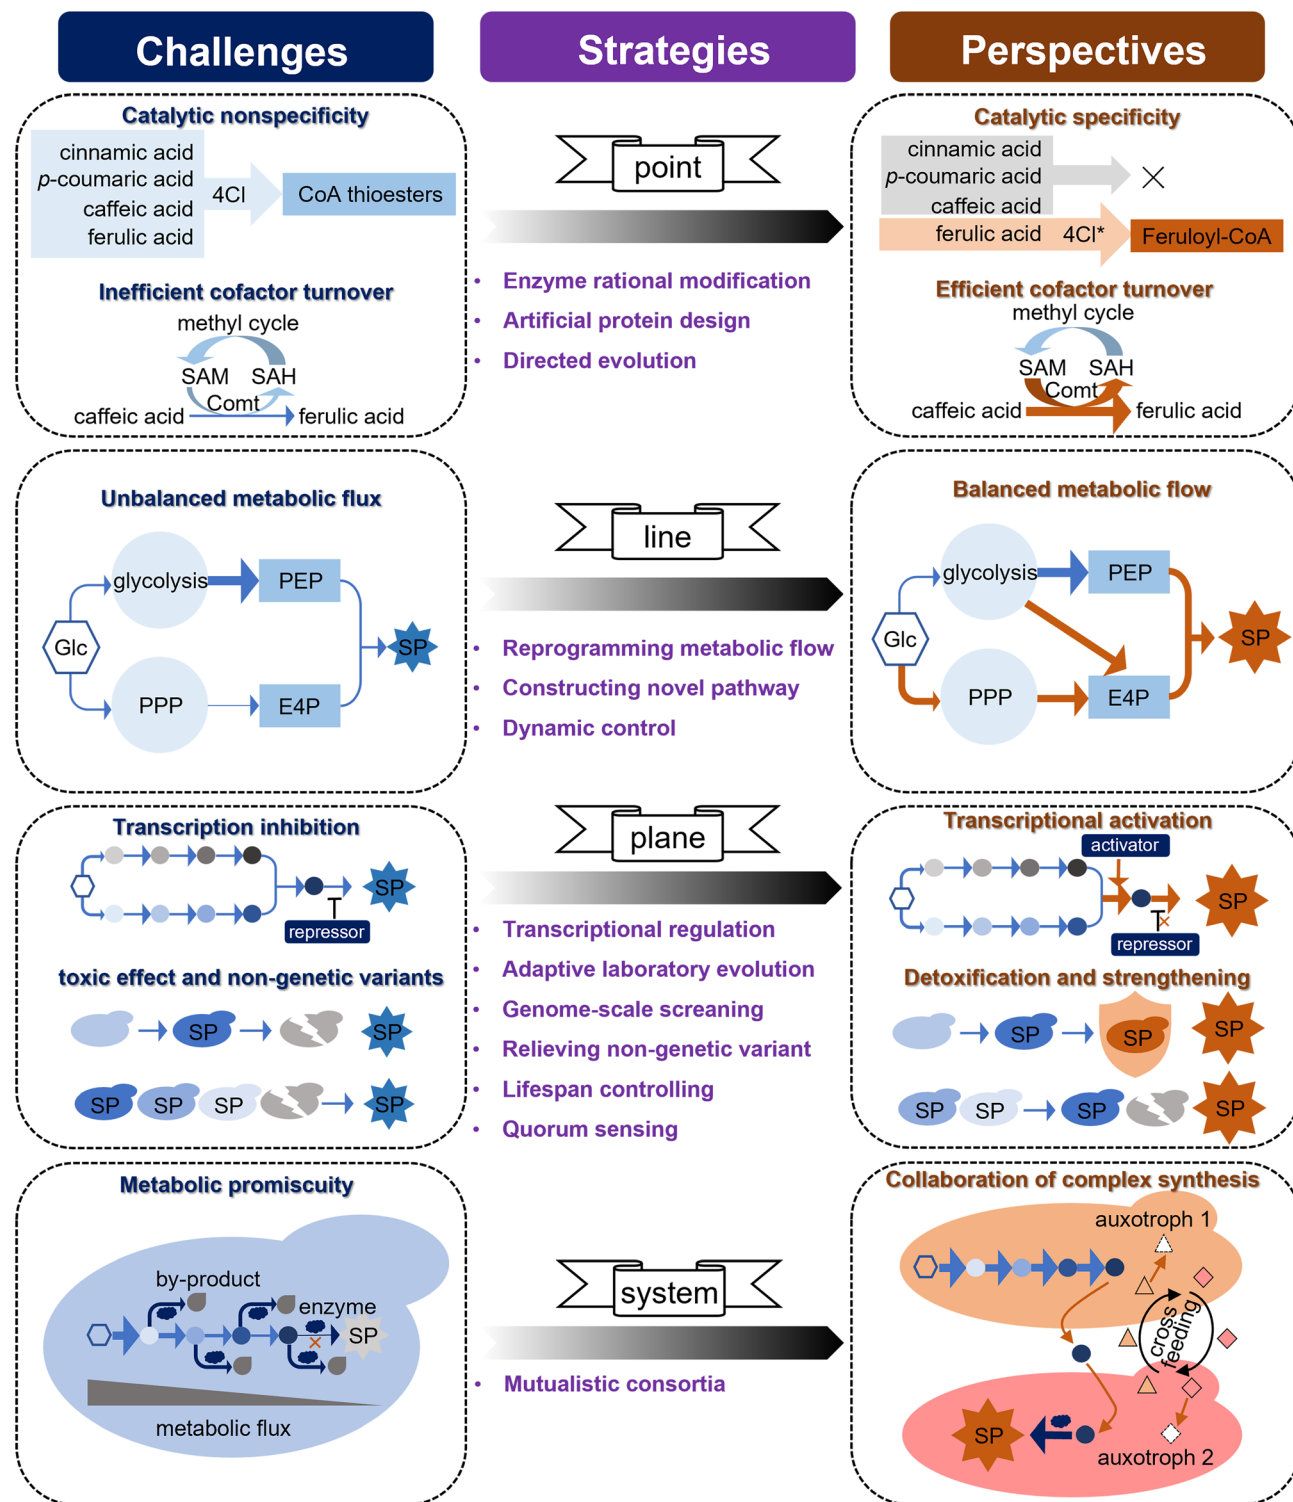 Challenges
Strategies
Perspectives
Catalytic nonspecificity
cinnamic acid
p-coumaric acid
caffeic acid
ferulic acid
4Cl
CoA thioesters
Inefficient cofactor turnover
methyl cycle
SAM
SAH
Comt
caffeic acid
ferulic acid
point
Enzyme rational modification
Artificial protein design
Directed evolution
Catalytic specificity
cinnamic acid
p-coumaric acid
caffeic acid
ferulic acid
4Cl*
Feruloyl-CoA
Efficient cofactor turnover
methyl cycle
SAM
SAH
Comt
caffeic acid
ferulic acid
Unbalanced metabolic flux
glycolysis
PEP
Glc
SP
PPP
E4P
line
Reprogramming metabolic flow
Constructing novel pathway
Dynamic control
Balanced metabolic flow
glycolysis
PEP
Glc
SP
PPP
E4P
Transcription inhibition
SP
repressor
toxic effect and non-genetic variants
SP
SP
SP
SP
SP
SP
plane
Transcriptional regulation
Adaptive laboratory evolution
Genome-scale screaning
Relieving non-genetic variant
Lifespan controlling
Quorum sensing
Transcriptional activation
activator
SP
repressor
Detoxification and strengthening
SP
SP
SP
SP
SP
SP
SP
Metabolic promiscuity
by-product
enzyme
SP
metabolic flux
system
Mutualistic consortia
Collaboration of complex synthesis
auxotroph 1
cross
feeding
SP
auxotroph 2